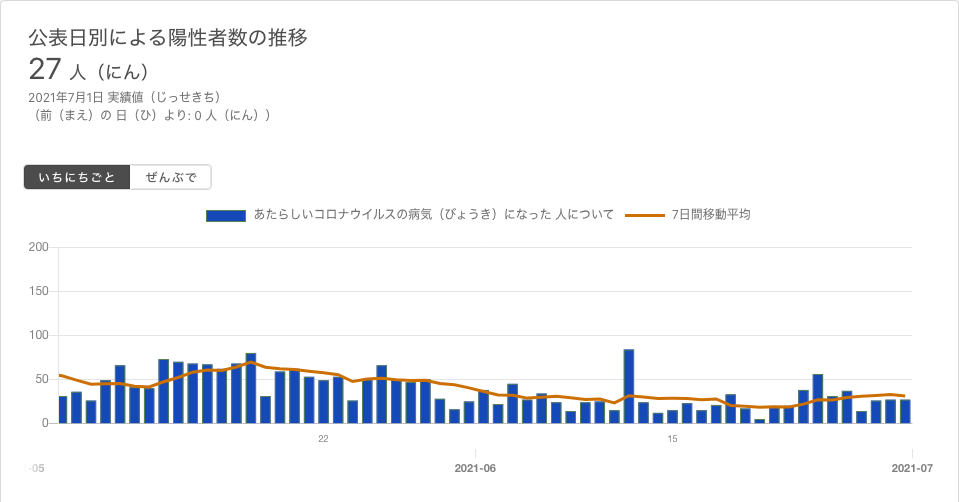 公表日別による陽性者数の推移
27 人（にん）
2021年7月1日 実績値（じっせきち）
（前（まえ）の 日（ひ）より: 0 人（にん））
いちにちごと ぜんぶで
あたらしいコロナウイルスの病気（びょうき）になった 人について 7日間移動平均
200
150
100
50
0
22 15
-05 2021-06 2021-07